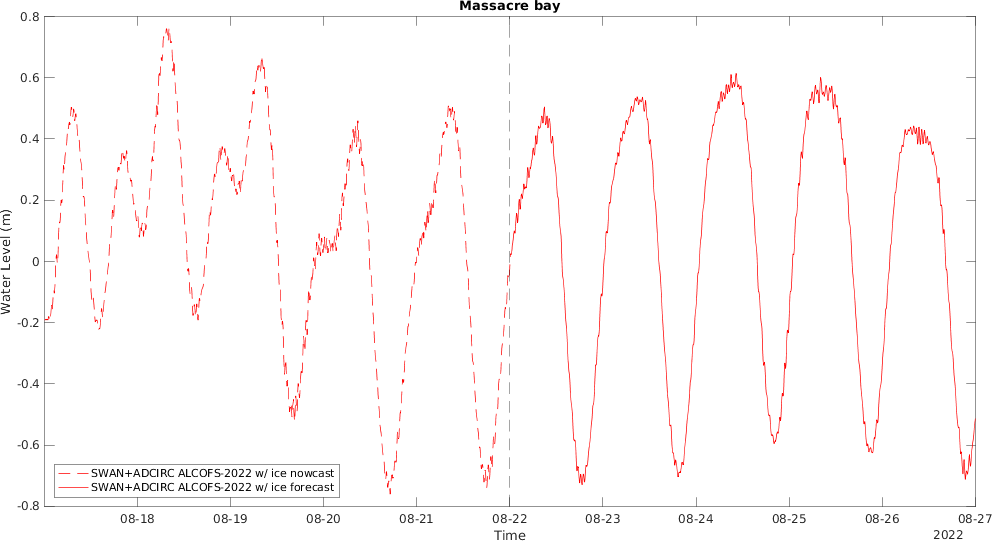 Massacre bay
0.8
0.6
0.4
0.2
0
-0.2
-0.4
-0.6
-0.8
Water Level (m)
SWAN+ADCIRC ALCOFS-2022 w/ ice nowcast
SWAN+ADCIRC ALCOFS-2022 w/ ice forecast
08-18 08-19 08-20 08-21 08-22 08-23 08-24 08-25 08-26 08-27
Time
2022